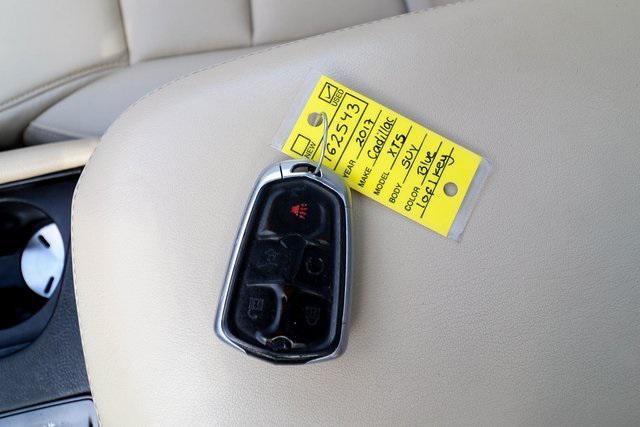 NEW
USED
162543
YEAR 2017
MAKE Cadillac
MODEL XT5
BODY SUV
COLOR Blue
1 of 1 key